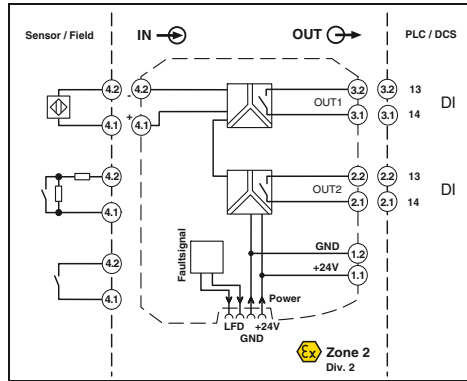 Sensor / Field
IN
OUT
PLC / DCS
4.2
-
4.2
4.1
+
4.1
3.2
3.2
13
OUT1
DI
3.1
3.1
14
4.2
4.1
2.2
2.2
13
OUT2
DI
2.1
2.1
14
4.2
4.1
Faultsignal
GND
1.2
+24V
1.1
Power
LFD
+24V
GND
Ex
Zone 2
Div. 2